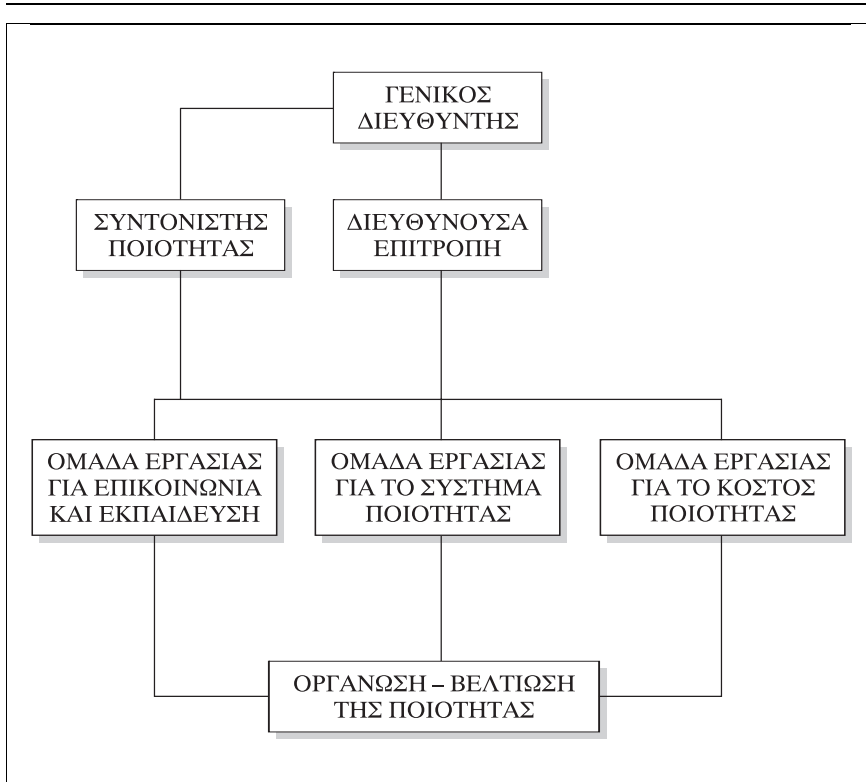 ΓΕΝΙΚΟΣ
ΔΙΕΥΘΥΝΤΗΣ
ΣΥΝΤΟΝΙΣΤΗΣ
ΠΟΙΟΤΗΤΑΣ
ΔΙΕΥΘΥΝΟΥΣΑ
ΕΠΙΤΡΟΠΗ
ΟΜΑΔΑ ΕΡΓΑΣΙΑΣ
ΓΙΑ ΕΠΙΚΟΙΝΩΝΙΑ
ΚΑΙ ΕΚΠΑΙΔΕΥΣΗ
ΟΜΑΔΑ ΕΡΓΑΣΙΑΣ
ΓΙΑ ΤΟ ΣΥΣΤΗΜΑ
ΠΟΙΟΤΗΤΑΣ
ΟΜΑΔΑ ΕΡΓΑΣΙΑΣ
ΓΙΑ ΤΟ ΚΟΣΤΟΣ
ΠΟΙΟΤΗΤΑΣ
ΟΡΓΑΝΩΣΗ – ΒΕΛΤΙΩΣΗ
ΤΗΣ ΠΟΙΟΤΗΤΑΣ